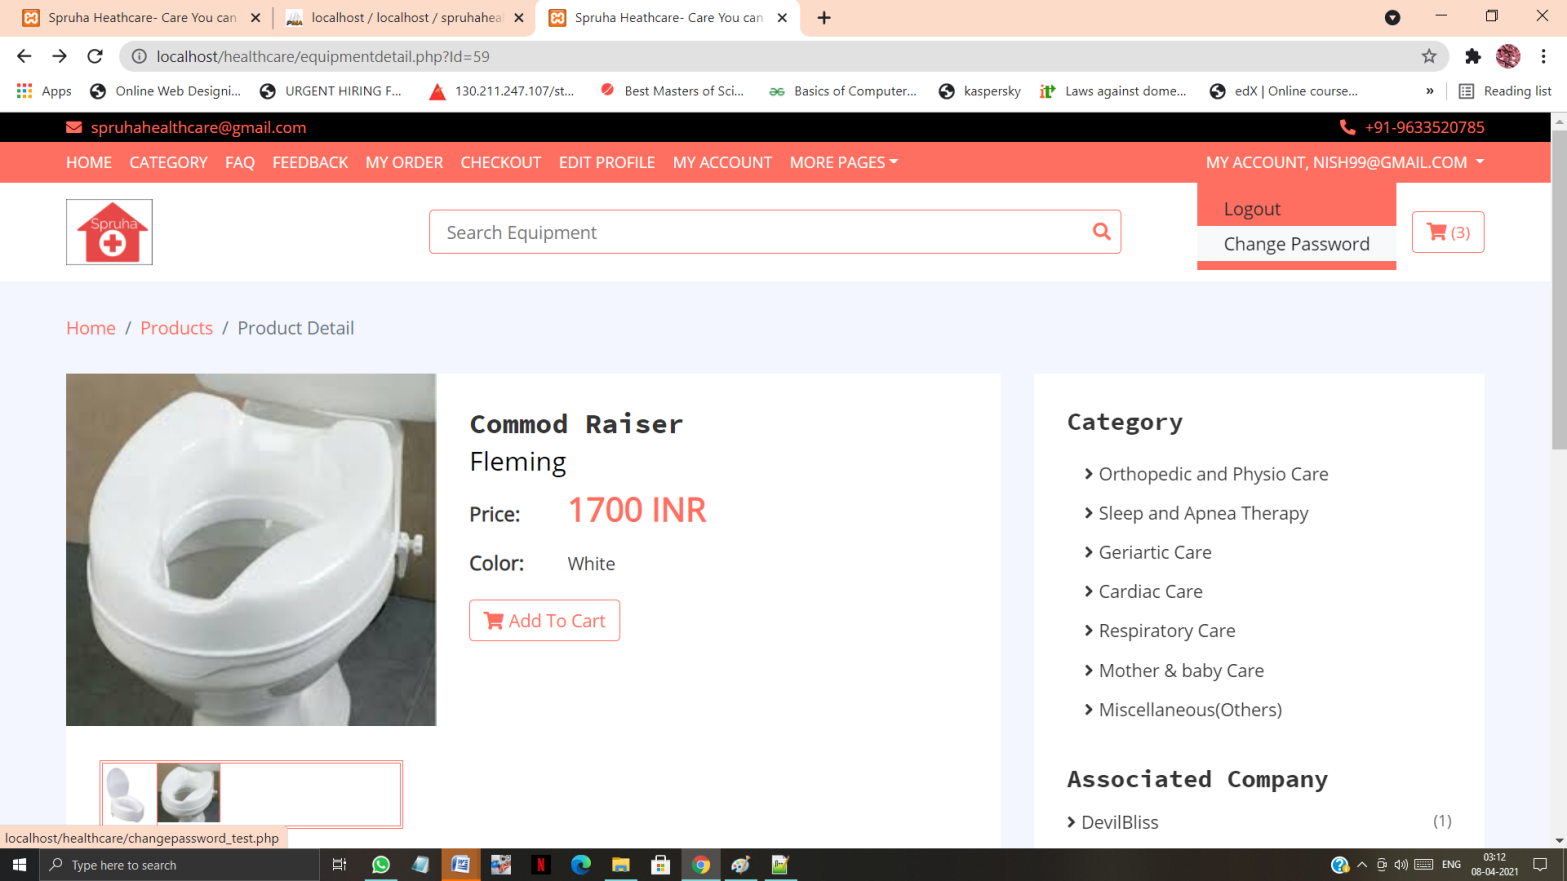 Spruha Heathcare- Care You can
localhost / localhost / spruhaheal
Spruha Heathcare- Care You can
localhost/healthcare/equipmentdetail.php?Id=59
Apps
Online Web Designi...
URGENT HIRING F...
130.211.247.107/st...
Best Masters of Sci...
Basics of Computer...
kaspersky
Laws against dome...
edX | Online course...
»
Reading list
spruhahealthcare@gmail.com
+91-9633520785
HOME
CATEGORY
FAQ
FEEDBACK
MY ORDER
CHECKOUT
EDIT PROFILE
MY ACCOUNT
MORE PAGES
MY ACCOUNT, NISH99@GMAIL.COM
Logout
Change Password
Spruha
Search Equipment
(3)
Home / Products / Product Detail
Commod Raiser
Fleming
Price: 1700 INR
Color: White
Add To Cart
Category
Orthopedic and Physio Care
Sleep and Apnea Therapy
Geriartic Care
Cardiac Care
Respiratory Care
Mother & baby Care
Miscellaneous(Others)
Associated Company
DevilBliss (1)
localhost/healthcare/changepassword_test.php
Type here to search
ENG
03:12
08-04-2021